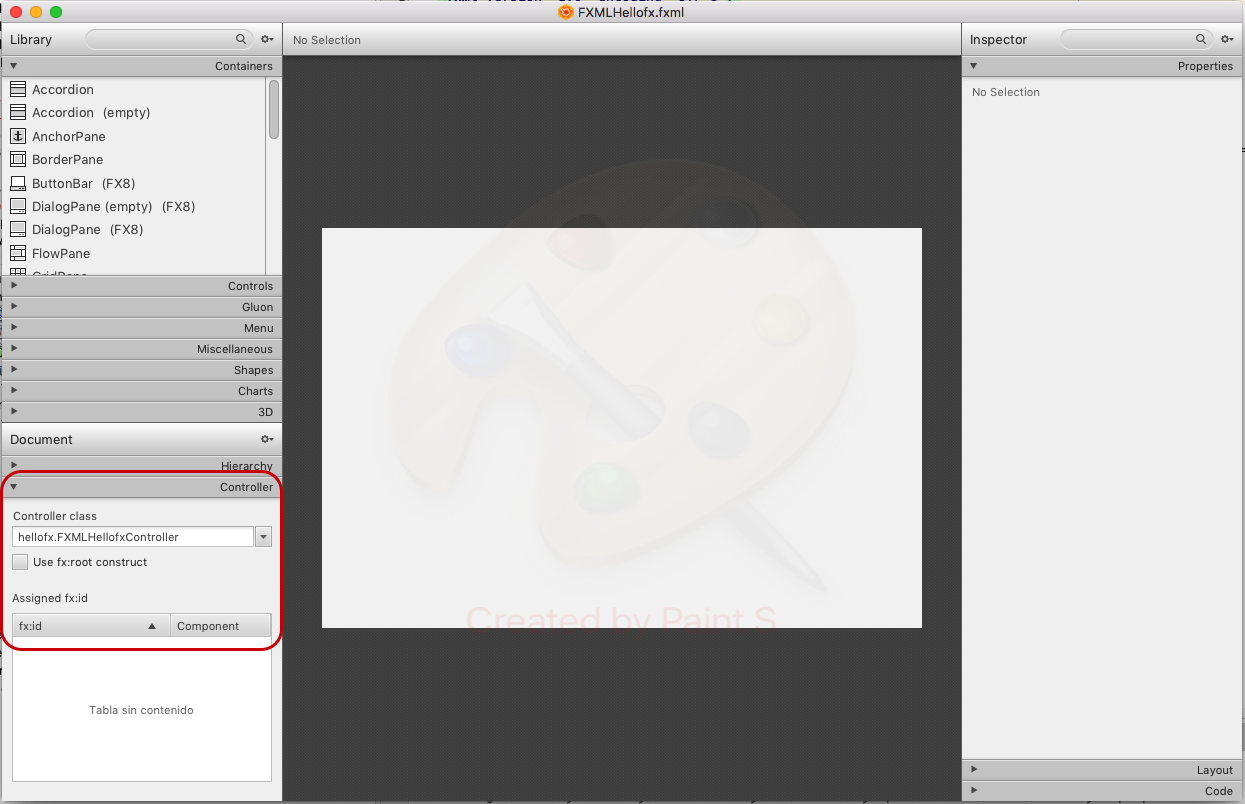 FXMLHellofx.fxml
Library
No Selection
Inspector
Containers
Properties
Accordion
No Selection
Accordion (empty)
AnchorPane
BorderPane
ButtonBar (FX8)
DialogPane (empty) (FX8)
DialogPane (FX8)
FlowPane
GridPane
Controls
Gluon
Menu
Miscellaneous
Shapes
Charts
3D
Document
Hierarchy
Controller
Controller class
hellofx.FXMLHellofxController
Use fx:root construct
Assigned fx:id
fx:id Component
Created by Paint S
Tabla sin contenido
Layout
Code